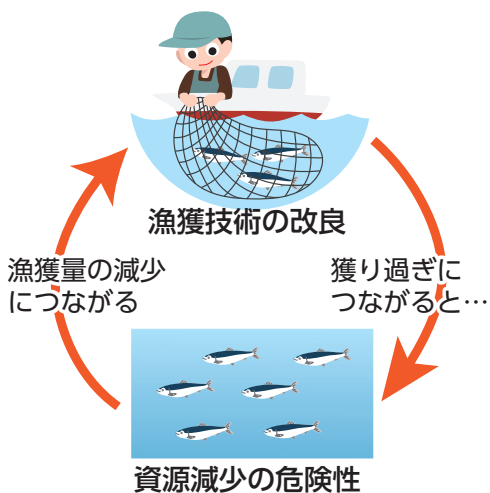 漁獲技術の改良
漁獲量の減少
につながる
獲り過ぎに
つながると…
資源減少の危険性